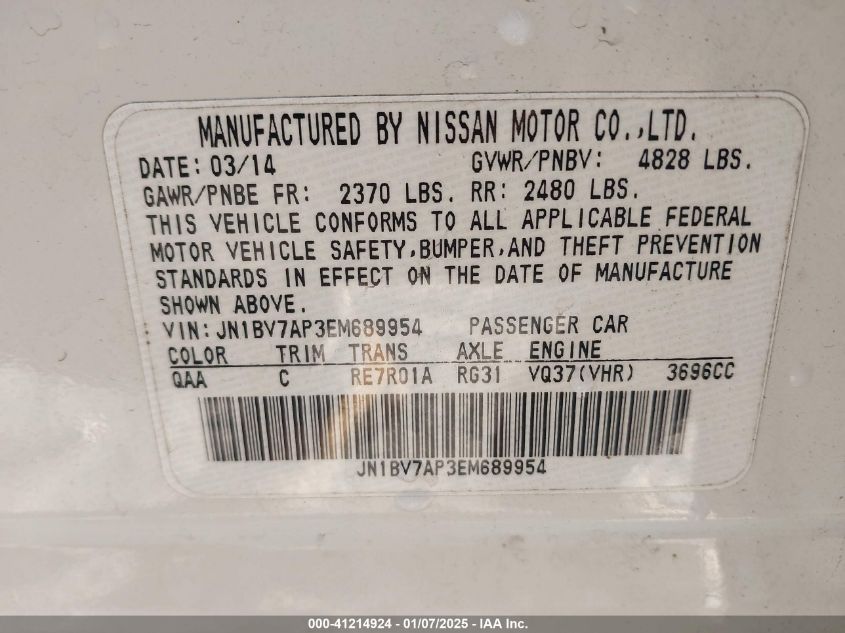 MANUFACTURED BY NISSAN MOTOR CO.,LTD.
DATE: 03/14 GVWR/PNBV: 4828 LBS.
GAWR/PNBE FR: 2370 LBS. RR: 2480 LBS.
THIS VEHICLE CONFORMS TO ALL APPLICABLE FEDERAL
MOTOR VEHICLE SAFETY,BUMPER,AND THEFT PREVENTION
STANDARDS IN EFFECT ON THE DATE OF MANUFACTURE
SHOWN ABOVE.
VIN: JN1BV7AP3EM689954 PASSENGER CAR
COLOR TRIM TRANS AXLE ENGINE
QAA C RE7R01A RG31 VQ37(VHR) 3696CC
JN1BV7AP3EM689954
000-41214924 - 01/07/2025 - IAA Inc.